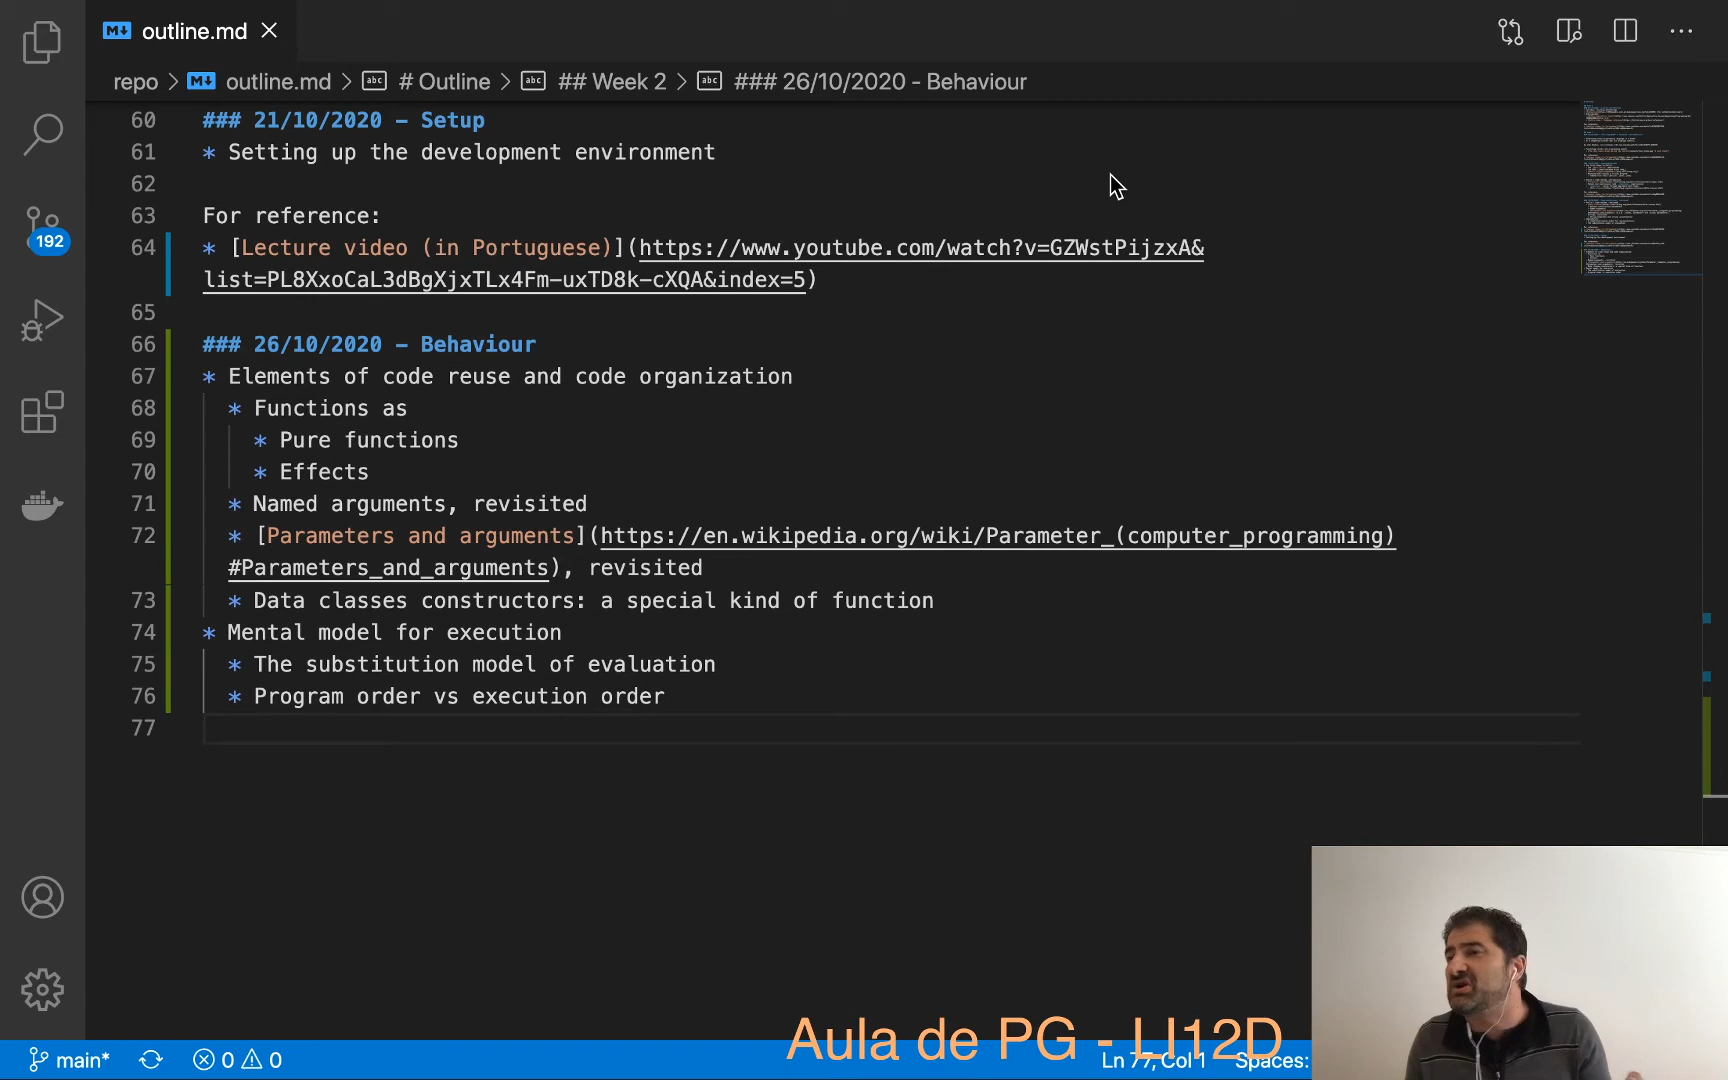 outline.md
repo > outline.md > # Outline > ## Week 2 > ### 26/10/2020 - Behaviour
60 ### 21/10/2020 - Setup
61 * Setting up the development environment
62
63 For reference:
64 * [Lecture video (in Portuguese)](https://www.youtube.com/watch?v=GZWstPijzxA&
list=PL8XxoCaL3dBgXjxTLx4Fm-uxTD8k-cXQA&index=5)
65
66 ### 26/10/2020 - Behaviour
67 * Elements of code reuse and code organization
68 * Functions as
69 * Pure functions
70 * Effects
71 * Named arguments, revisited
72 * [Parameters and arguments](https://en.wikipedia.org/wiki/Parameter_(computer_programming)
#Parameters_and_arguments), revisited
73 * Data classes constructors: a special kind of function
74 * Mental model for execution
75 * The substitution model of evaluation
76 * Program order vs execution order
77
192
Aula de PG - LI12D
main* 0 0 Ln 77, Col 1 Spaces: